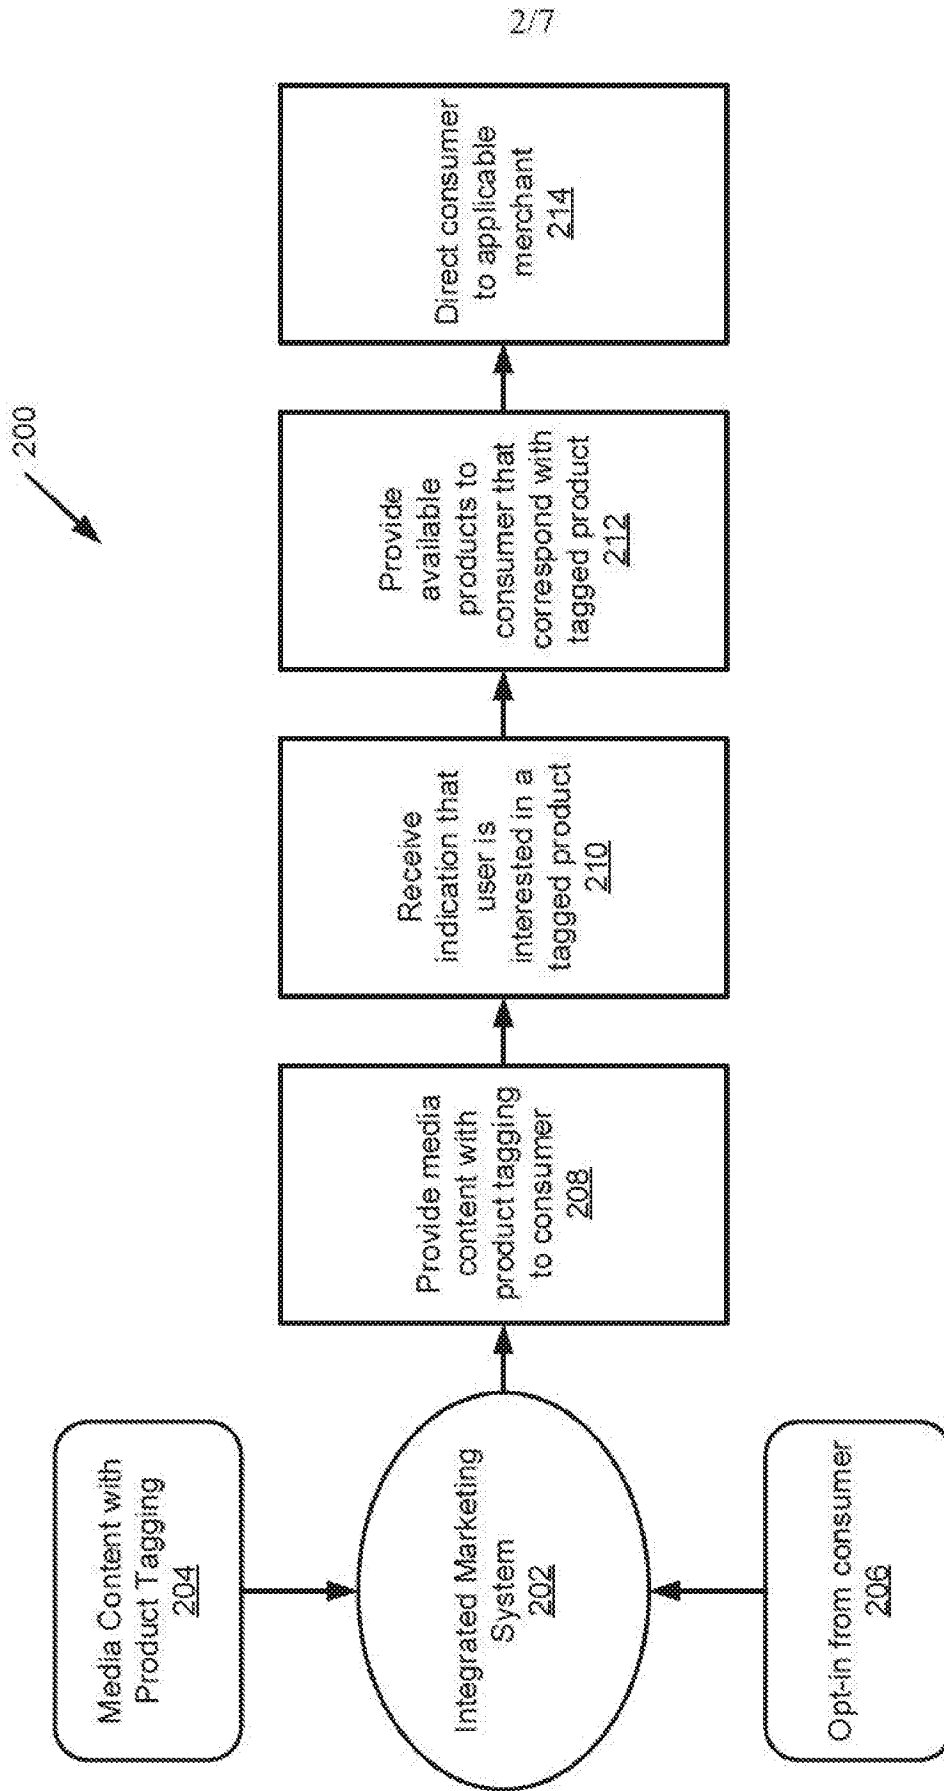 2/7
200
Media Content with
Product Tagging
204
Integrated Marketing
System
202
Opt-in from consumer
206
Provide media
content with
product tagging
to consumer
208
Receive
indication that
user is
interested in a
tagged product
210
Provide
available
products to
consumer that
correspond with
tagged product
212
Direct consumer
to applicable
merchant
214